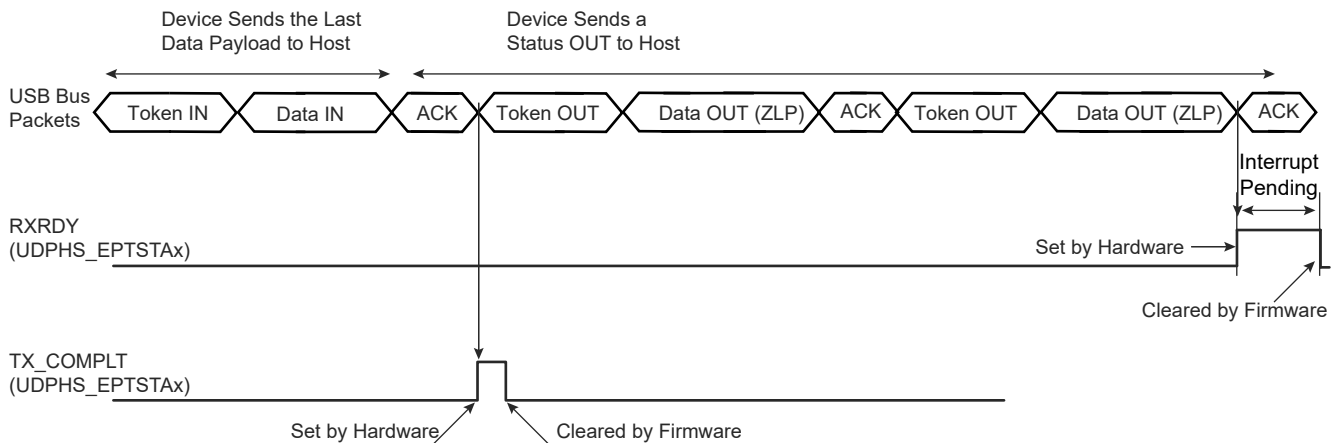 Device Sends the Last
Data Payload to Host
Device Sends a
Status OUT to Host
USB Bus
Packets
Token IN
Data IN
ACK
Token OUT
Data OUT (ZLP)
ACK
Token OUT
Data OUT (ZLP)
ACK
Interrupt
Pending
RXRDY
(UDPHS_EPTSTAx)
Set by Hardware
Cleared by Firmware
TX_COMPLT
(UDPHS_EPTSTAx)
Set by Hardware
Cleared by Firmware